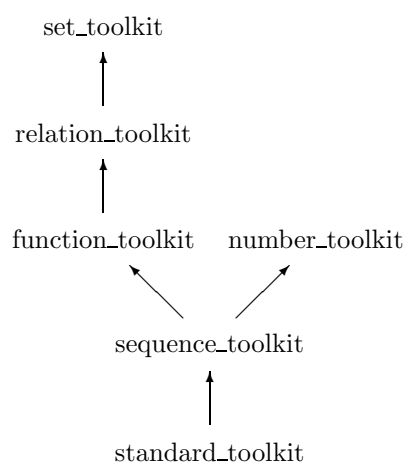 set_toolkit
relation_toolkit
function_toolkit number_toolkit
sequence_toolkit
standard_toolkit